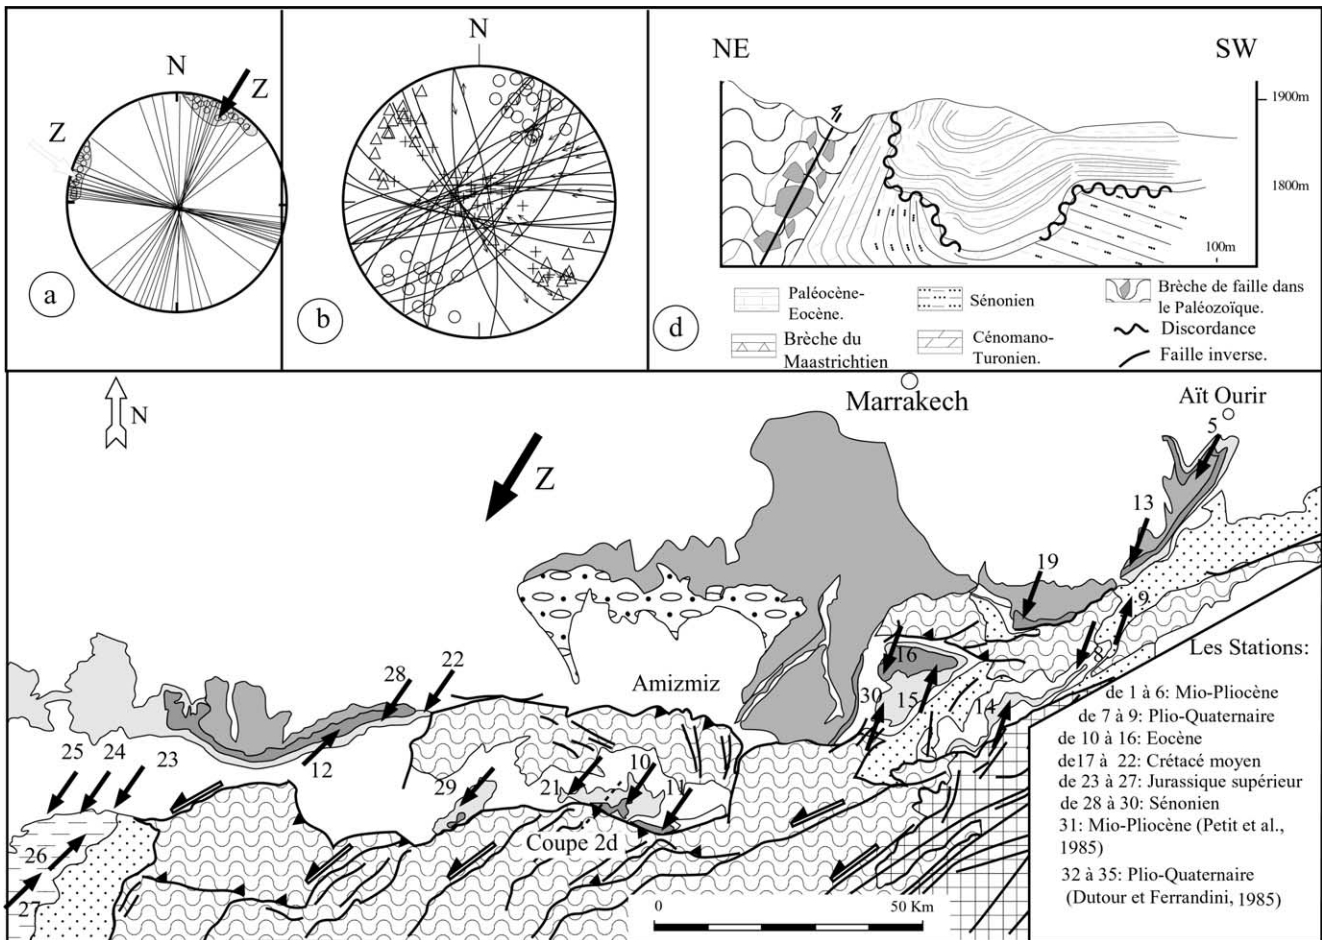 N
Z
Z
a
N
b
NE
SW
1900m
1800m
100m
d
Paléocène-
Eocène.
Brèche du
Maastrichtien
Sénonien
Cénomano-
Turonien.
Brèche de faille dans
le Paléozoïque.
Discordance
Faille inverse.
N
Z
Marrakech
Aït Ourir
5
13
19
9
8
16
15
30
14
Amizmiz
28
22
12
25
24
23
26
27
29
21
10
11
Coupe 2d
0
50 Km
Les Stations:
de 1 à 6: Mio-Pliocène
de 7 à 9: Plio-Quaternaire
de 10 à 16: Eocène
de17 à 22: Crétacé moyen
de 23 à 27: Jurassique supérieur
de 28 à 30: Sénonien
31: Mio-Pliocène (Petit et al.,
1985)
32 à 35: Plio-Quaternaire
(Dutour et Ferrandini, 1985)